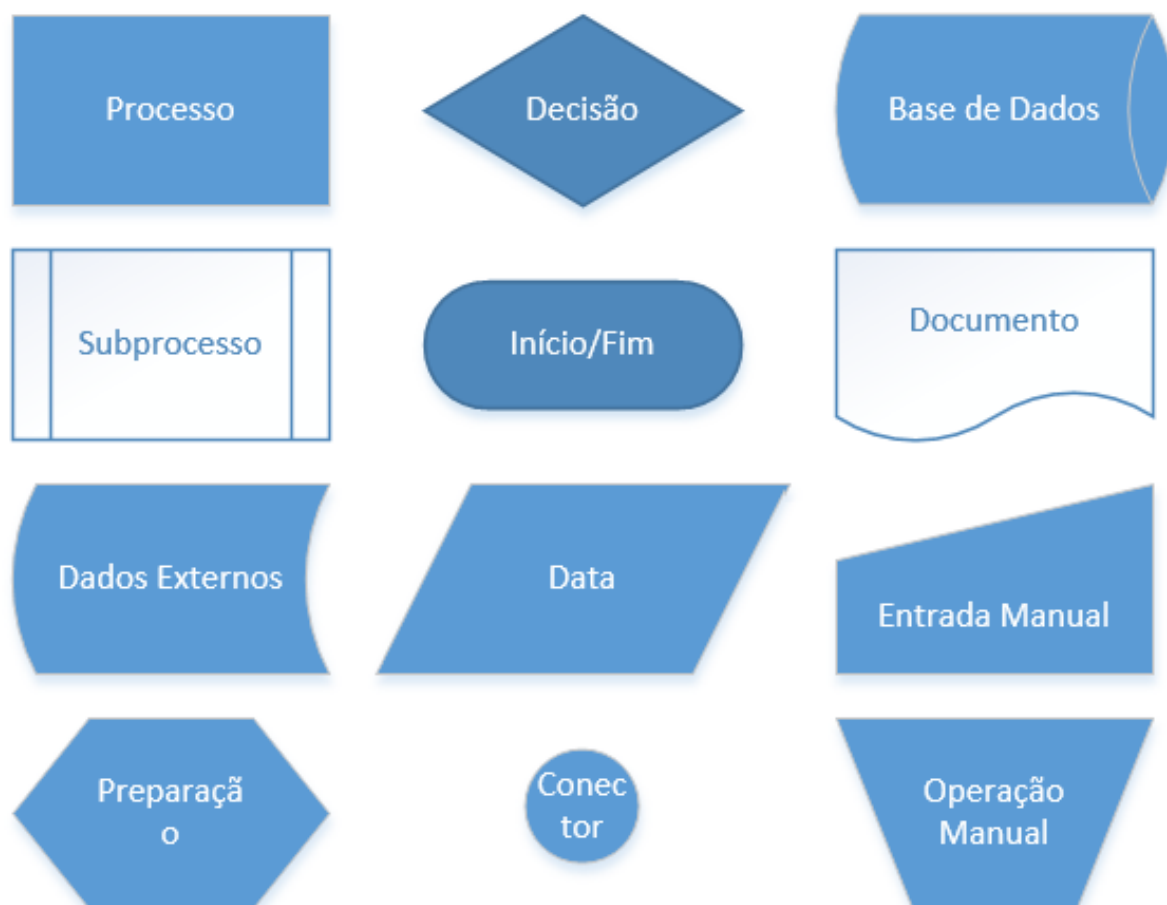 Processo
Decisão
Base de Dados
Subprocesso
Início/Fim
Documento
Dados Externos
Data
Entrada Manual
Preparaçã
o
Conec
tor
Operação
Manual